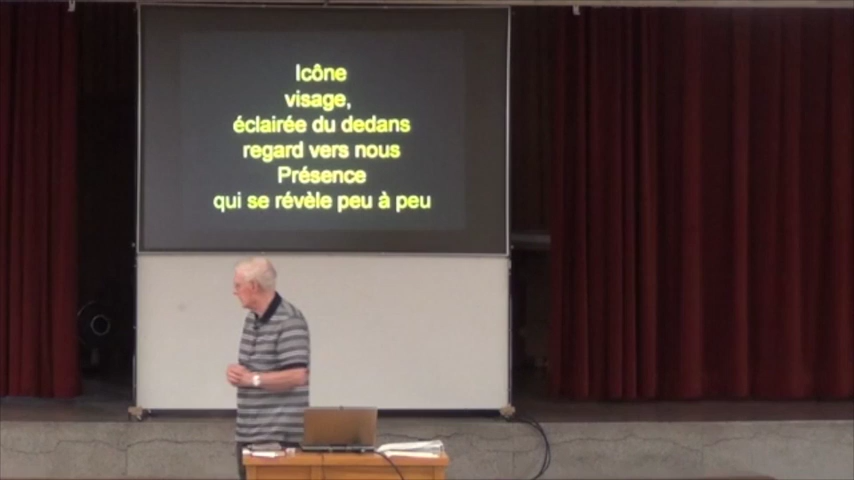 Icône
visage,
éclairée du dedans
regard vers nous
Présence
qui se révèle peu à peu